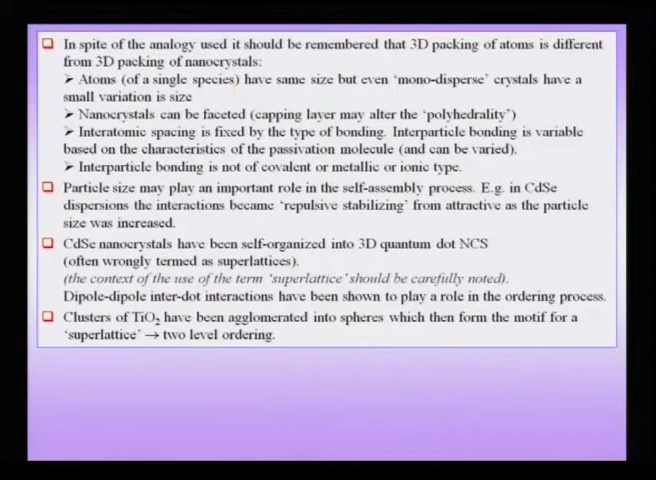 In spite of the analogy used it should be remembered that 3D packing of atoms is different
from 3D packing of nanocrystals:
➤ Atoms (of a single species) have same size but even ‘mono-disperse’ crystals have a
small variation is size
➤ Nanocrystals can be faceted (capping layer may alter the ‘polyhedrality’)
➤ Interatomic spacing is fixed by the type of bonding. Interparticle bonding is variable
based on the characteristics of the passivation molecule (and can be varied).
➤ Interparticle bonding is not of covalent or metallic or ionic type.
Particle size may play an important role in the self-assembly process. E.g. in CdSe
dispersions the interactions became ‘repulsive stabilizing’ from attractive as the particle
size was increased.
CdSe nanocrystals have been self-organized into 3D quantum dot NCS
(often wrongly termed as superlattices).
(the context of the use of the term ‘superlattice’ should be carefully noted).
Dipole-dipole inter-dot interactions have been shown to play a role in the ordering process.
Clusters of TiO₂ have been agglomerated into spheres which then form the motif for a
‘superlattice’ → two level ordering.